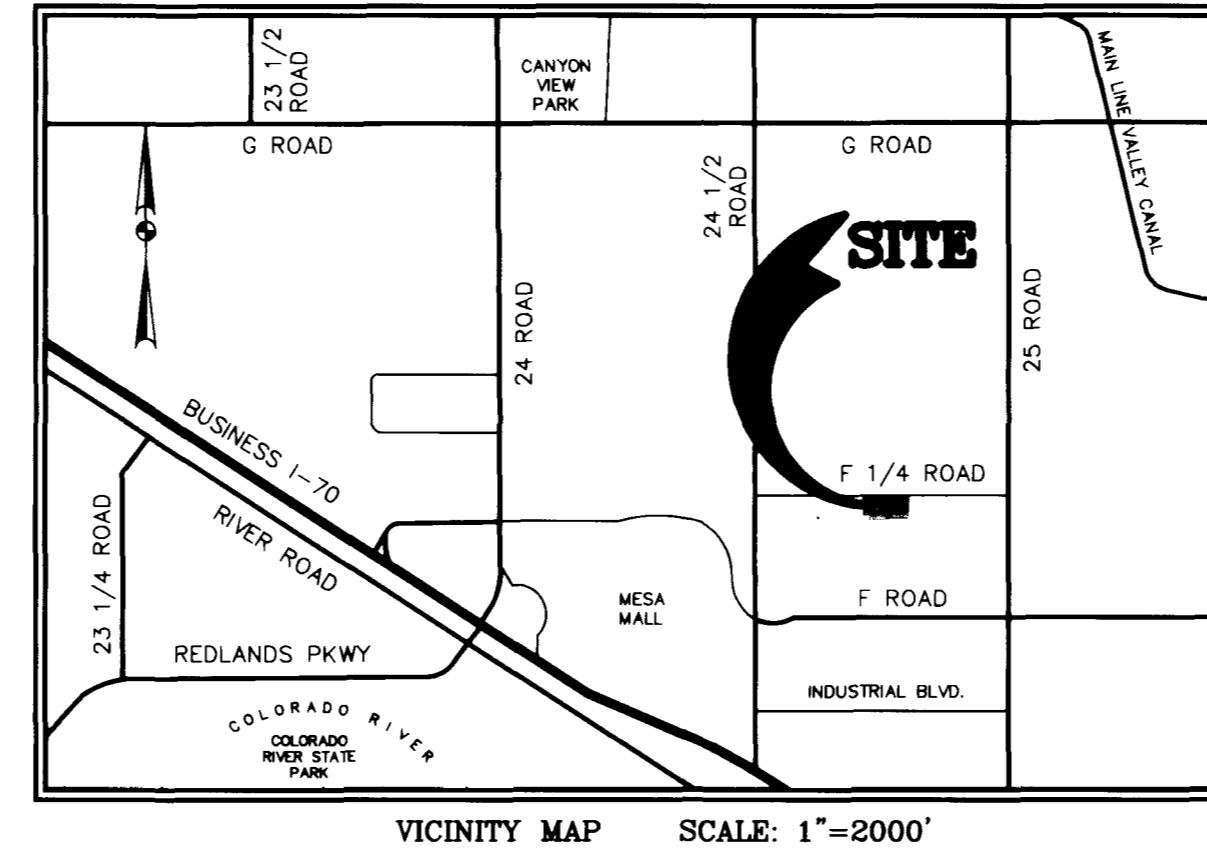 23 1/2
ROAD
CANYON
VIEW
PARK
MAIN LINE VALLEY CANAL
G ROAD
G ROAD
24 1/2
ROAD
SITE
24 ROAD
25 ROAD
BUSINESS I-70
F 1/4 ROAD
RIVER ROAD
23 1/4 ROAD
MESA
MALL
F ROAD
REDLANDS PKWY
INDUSTRIAL BLVD.
COLORADO RIVER
COLORADO
RIVER STATE
PARK
VICINITY MAP SCALE: 1"=2000'